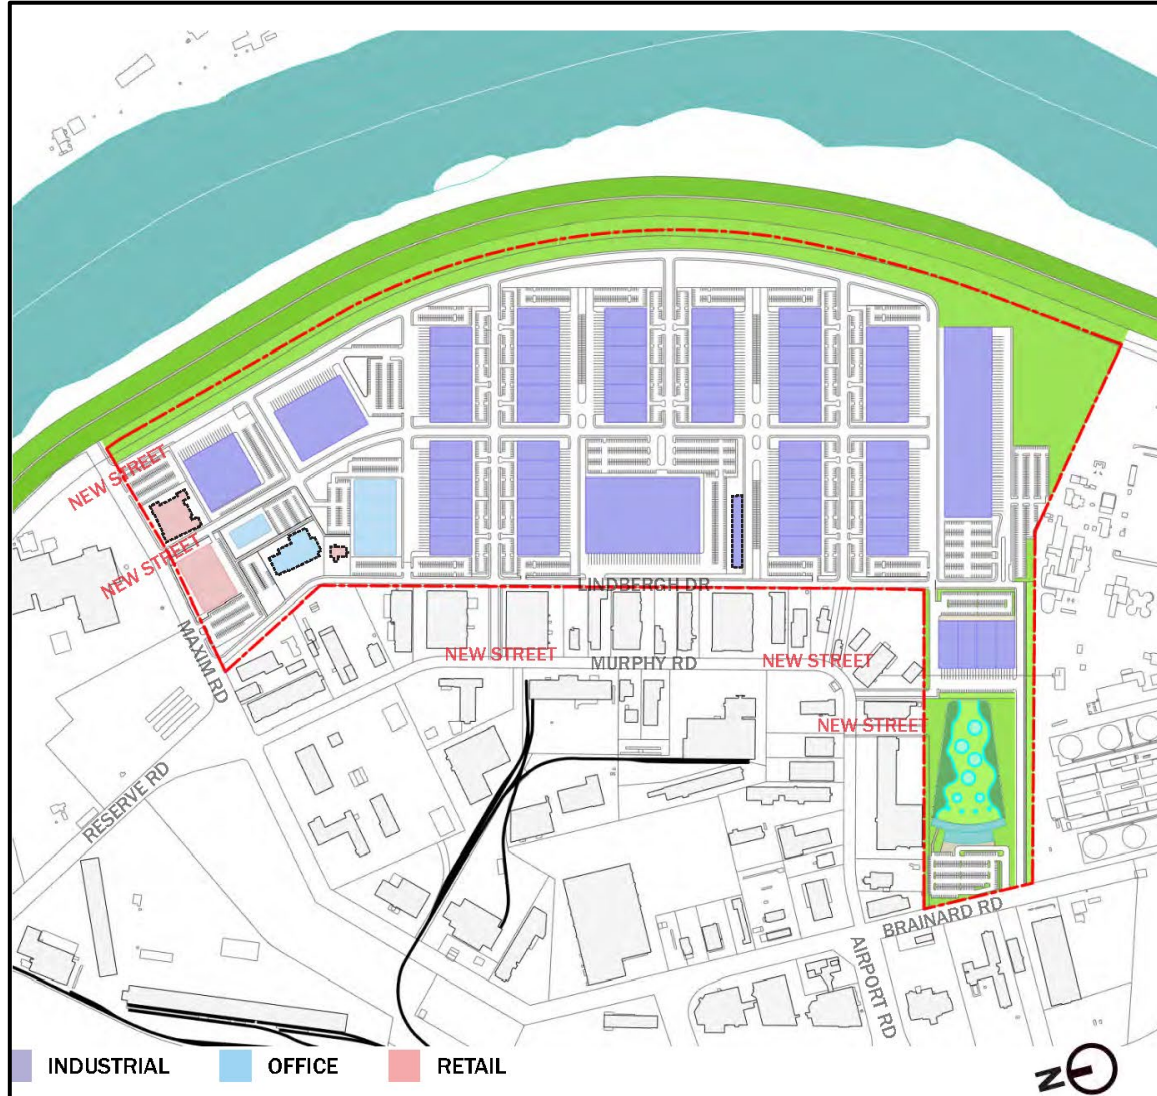 NEW STREET
NEW STREET
LINDBERGH DR
MAXIM RD
NEW STREET
MURPHY RD
NEW STREET
NEW STREET
RESERVE RD
BRAINARD RD
AIRPORT RD
INDUSTRIAL
OFFICE
RETAIL
N